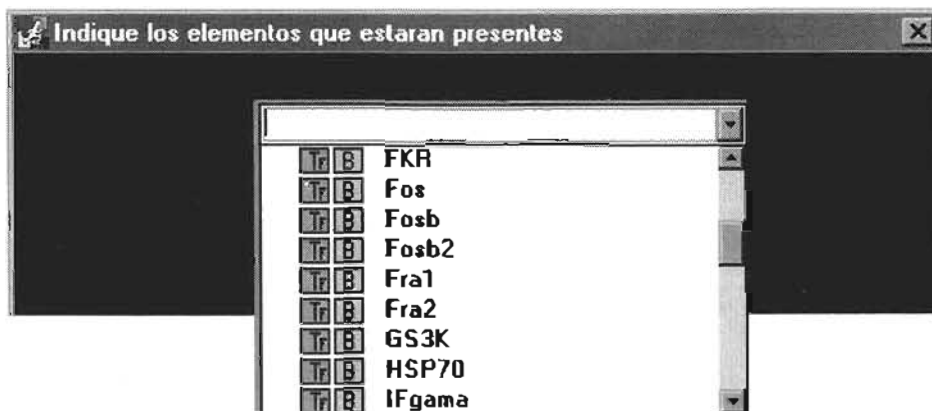 Indique los elementos que estaran presentes
Tr B FKR
Tr B Fos
Tr B Fosb
Tr B Fosb2
Tr B Fra1
Tr B Fra2
Tr B GS3K
Tr B HSP70
Tr B IFgama